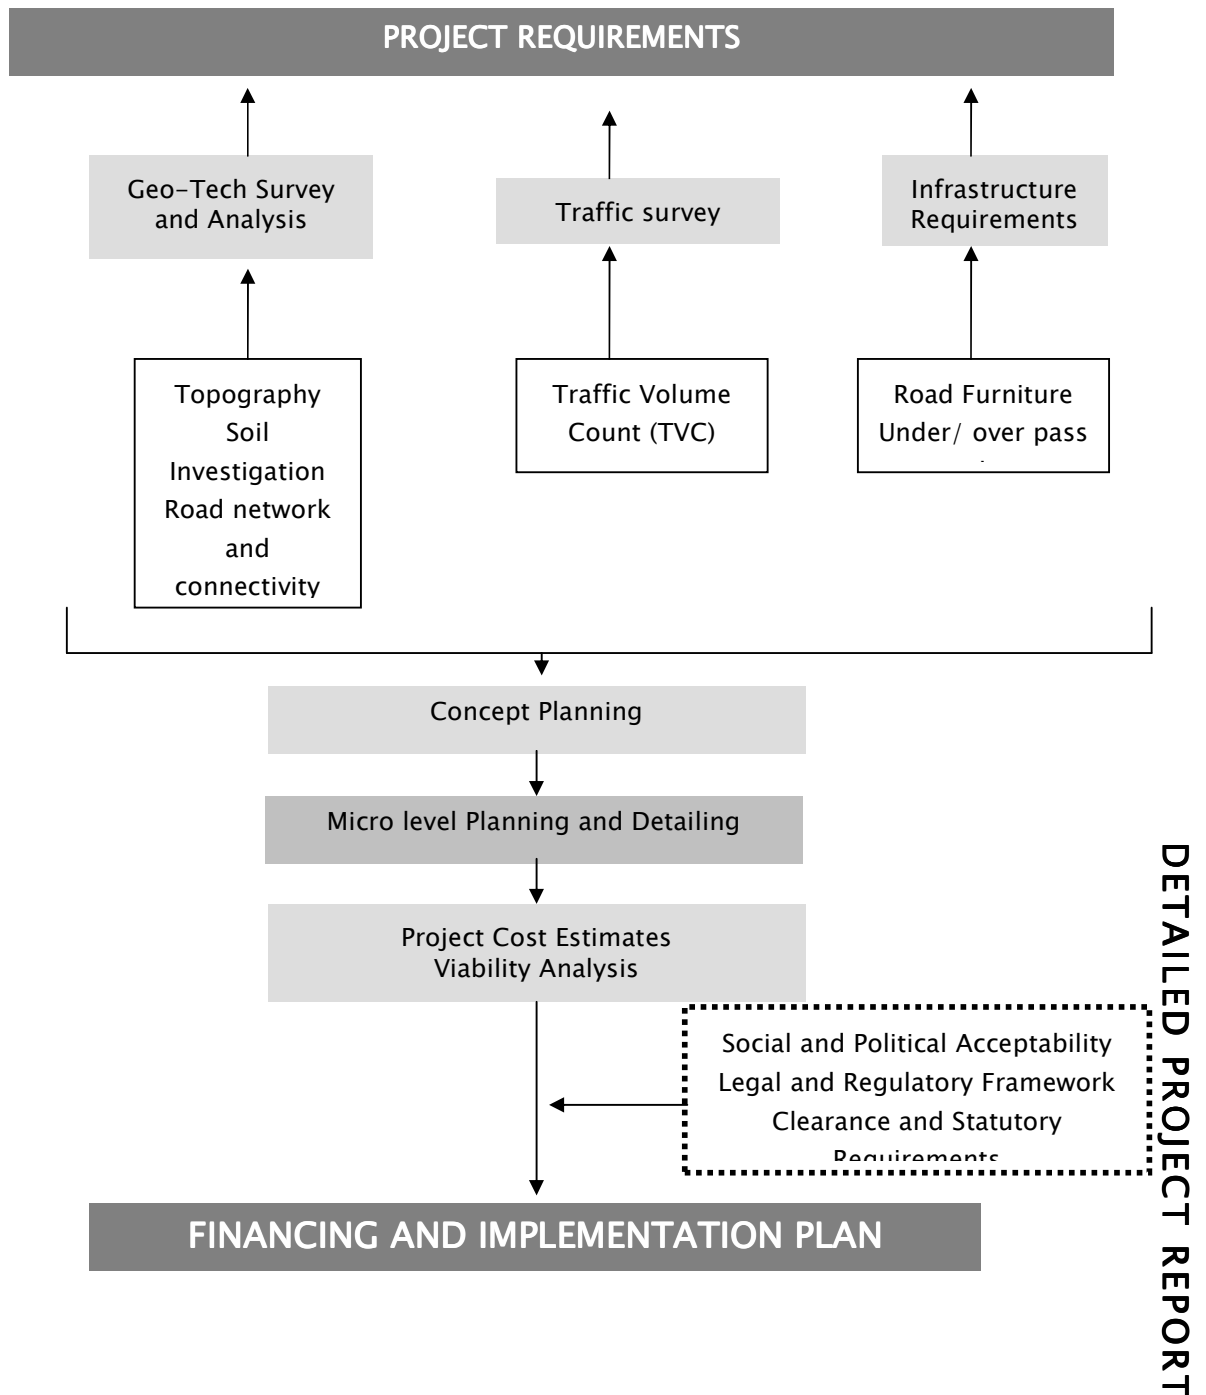 PROJECT REQUIREMENTS
Geo-Tech Survey
and Analysis
Traffic survey
Infrastructure
Requirements
Topography
Soil
Investigation
Road network
and
connectivity
Traffic Volume
Count (TVC)
Road Furniture
Under/ over pass
Concept Planning
Micro level Planning and Detailing
Project Cost Estimates
Viability Analysis
Social and Political Acceptability
Legal and Regulatory Framework
Clearance and Statutory
Requirements
FINANCING AND IMPLEMENTATION PLAN
DETAILED PROJECT REPORT